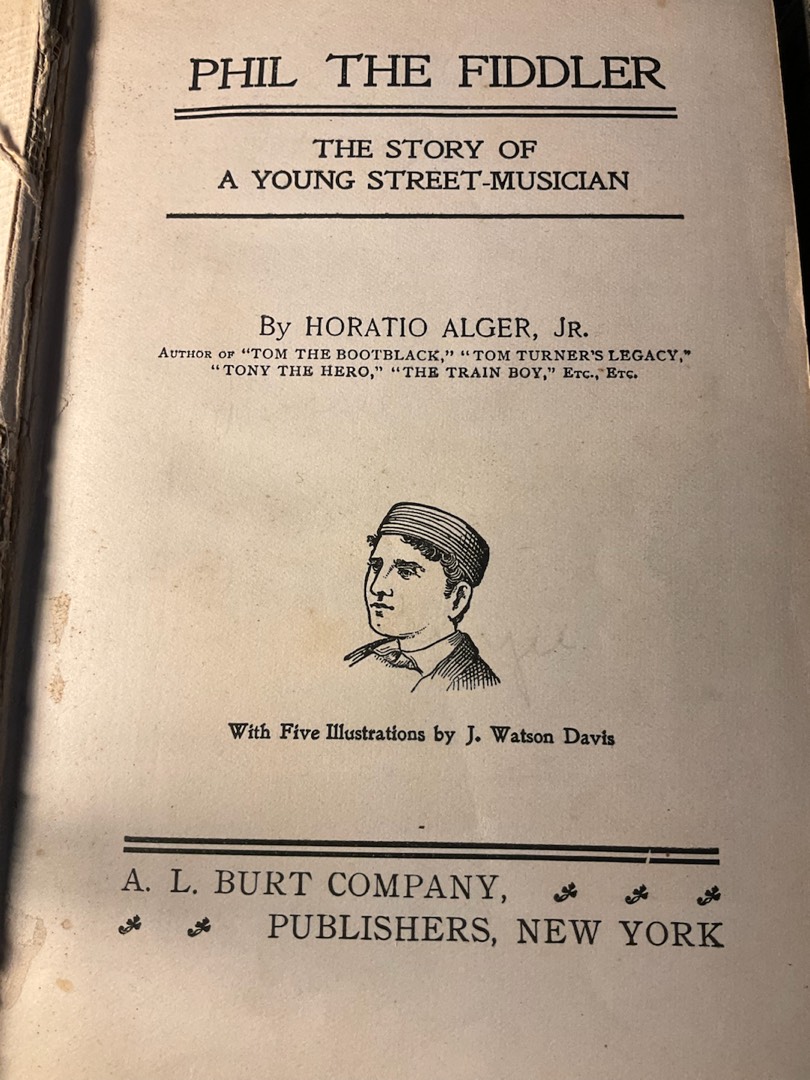 PHIL THE FIDDLER
THE STORY OF
A YOUNG STREET-MUSICIAN
By HORATIO ALGER, JR.
AUTHOR OF “TOM THE BOOTBLACK,” “TOM TURNER’S LEGACY,”
“TONY THE HERO,” “THE TRAIN BOY,” ETC., ETC.
With Five Illustrations by J. Watson Davis
A. L. BURT COMPANY,
PUBLISHERS, NEW YORK